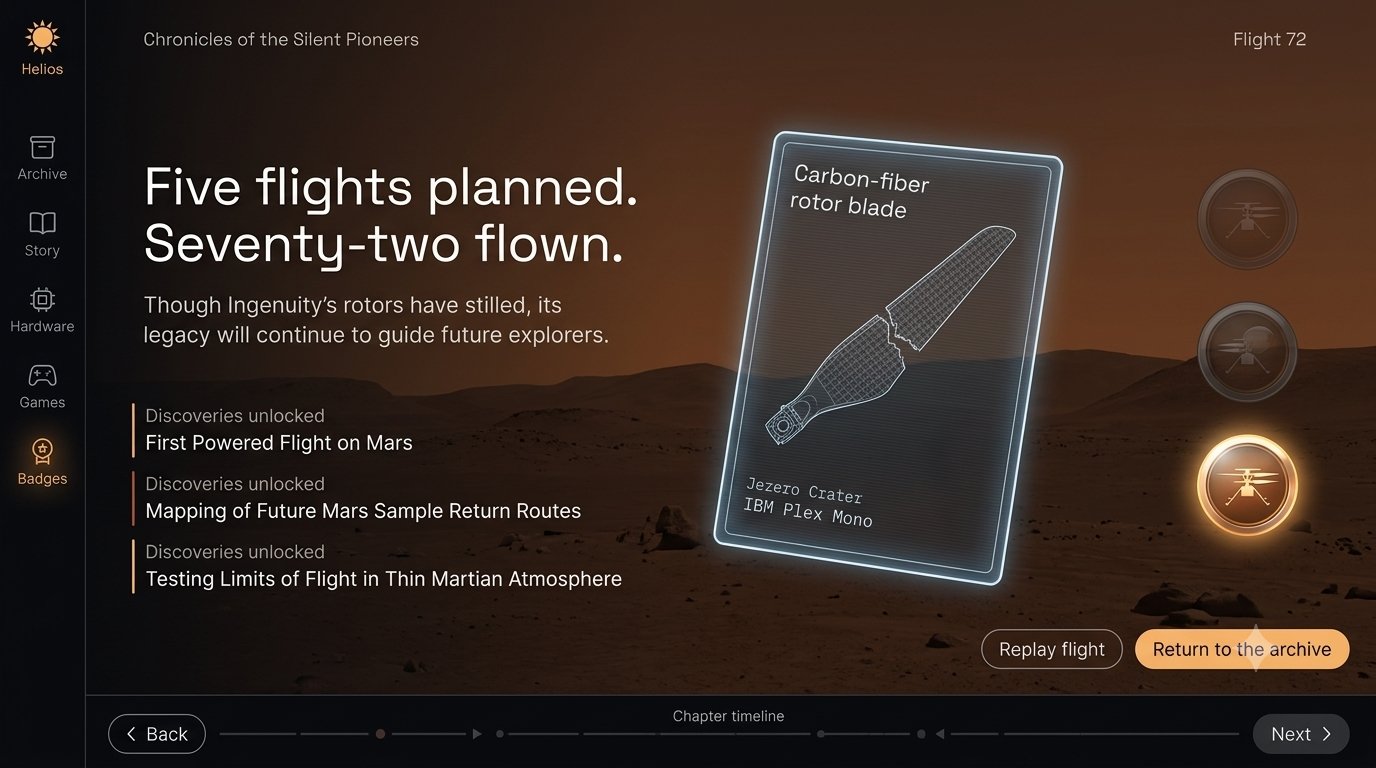 Helios
Archive
Story
Hardware
Games
Badges
Chronicles of the Silent Pioneers
Flight 72
Five flights planned.
Seventy-two flown.
Though Ingenuity’s rotors have stilled, its
legacy will continue to guide future explorers.
Discoveries unlocked
First Powered Flight on Mars
Discoveries unlocked
Mapping of Future Mars Sample Return Routes
Discoveries unlocked
Testing Limits of Flight in Thin Martian Atmosphere
Carbon-fiber
rotor blade
Jezero Crater
IBM Plex Mono
Replay flight
Return to the archive
Chapter timeline
Back
Next